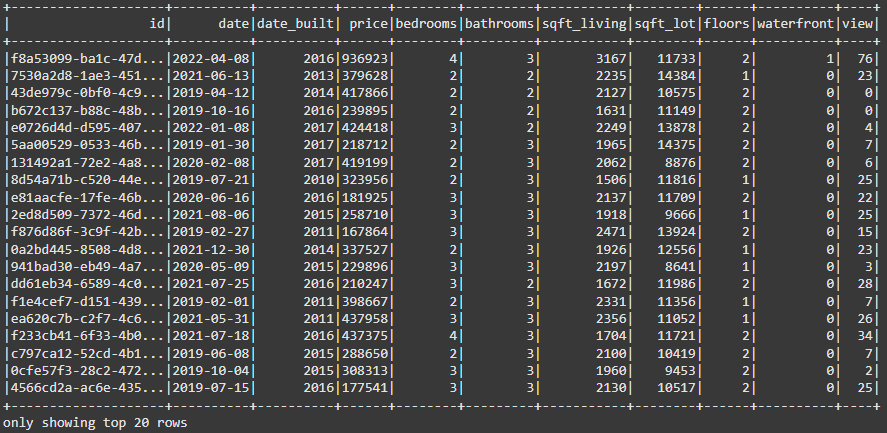 +--------------------+----------+----------+------+--------+---------+-----------+--------+------+----------+----+
|                  id|      date|date_built| price|bedrooms|bathrooms|sqft_living|sqft_lot|floors|waterfront|view|
+--------------------+----------+----------+------+--------+---------+-----------+--------+------+----------+----+
|f8a53099-ba1c-47d...|2022-04-08|      2016|936923|       4|        3|       3167|   11733|     2|         1|  76|
|7530a2d8-1ae3-451...|2021-06-13|      2013|379628|       2|        2|       2235|   14384|     1|         0|  23|
|43de979c-0bf0-4c9...|2019-04-12|      2014|417866|       2|        2|       2127|   10575|     2|         0|   0|
|b672c137-b88c-48b...|2019-10-16|      2016|239895|       2|        2|       1631|   11149|     2|         0|   0|
|e0726d4d-d595-407...|2022-01-08|      2017|424418|       3|        2|       2249|   13878|     2|         0|   4|
|5aa00529-0533-46b...|2019-01-30|      2017|218712|       2|        3|       1965|   14375|     2|         0|   7|
|131492a1-72e2-4a8...|2020-02-08|      2017|419199|       2|        3|       2062|    8876|     2|         0|   6|
|8d54a71b-c520-44e...|2019-07-21|      2010|323956|       2|        3|       1506|   11816|     1|         0|  25|
|e81aacfe-17fe-46b...|2020-06-16|      2016|181925|       3|        3|       2137|   11709|     2|         0|  22|
|2ed8d509-7372-46d...|2021-08-06|      2015|258710|       3|        3|       1918|    9666|     1|         0|  25|
|f876d86f-3c9f-42b...|2019-02-27|      2011|167864|       3|        3|       2471|   13924|     2|         0|  15|
|0a2bd445-8508-4d8...|2021-12-30|      2014|337527|       2|        3|       1926|   12556|     1|         0|  23|
|941bad30-eb49-4a7...|2020-05-09|      2015|229896|       3|        3|       2197|    8641|     1|         0|   3|
|dd61eb34-6589-4c0...|2021-07-25|      2016|210247|       3|        2|       1672|   11986|     2|         0|  28|
|f1e4cef7-d151-439...|2019-02-01|      2011|398667|       2|        3|       2331|   11356|     1|         0|   7|
|ea620c7b-c2f7-4c6...|2021-05-31|      2011|437958|       3|        3|       2356|   11052|     1|         0|  26|
|f233cb41-6f33-4b0...|2021-07-18|      2016|437375|       4|        3|       1704|   11721|     2|         0|  34|
|c797ca12-52cd-4b1...|2019-06-08|      2015|288650|       2|        3|       2100|   10419|     2|         0|   7|
|0cfe57f3-28c2-472...|2019-10-04|      2015|308313|       3|        3|       1960|    9453|     2|         0|   2|
|4566cd2a-ac6e-435...|2019-07-15|      2016|177541|       3|        3|       2130|   10517|     2|         0|  25|
+--------------------+----------+----------+------+--------+---------+-----------+--------+------+----------+----+
only showing top 20 rows